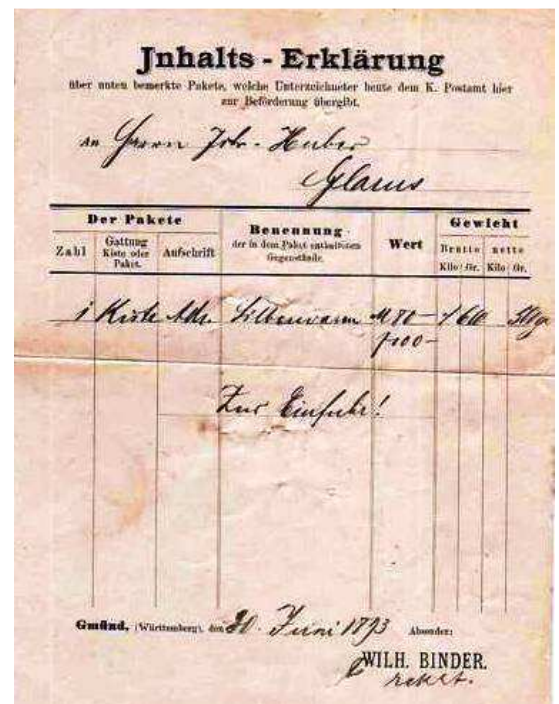 Jnhalts - Erklärung
über unten bemerkte Pakete, welche Unterzeichneter heute dem K. Postamt hier
zur Beförderung übergibt.
An Herrn Joh. Huber
Glarus
Der Pakete Benennung der in dem Paket enthaltenen Gegenstände. Wert Gewicht
Zahl Gattung Kiste oder Paket. Aufschrift Brutto netto
Kilo Gr. Kilo Gr.
1 Kiste Adr. Silberwaren M 80 – 1 60
f 100 –
Zur Einfuhr!
Gmünd, (Württemberg), den 30. Juni 1893 Absender:
WILH. BINDER.